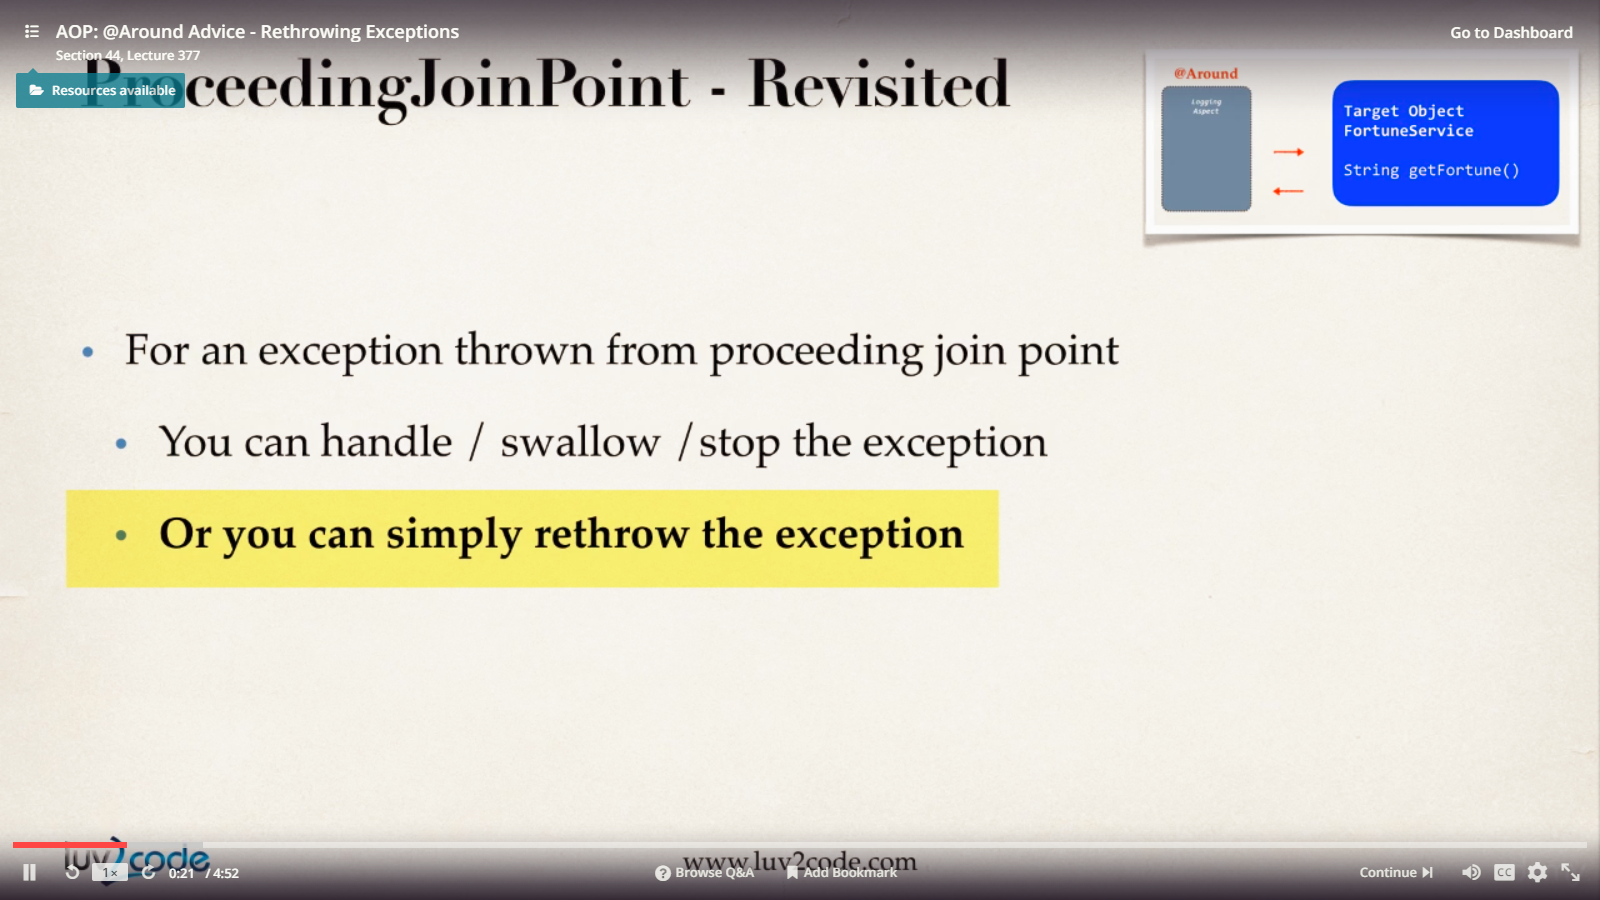 AOP: @Around Advice - Rethrowing Exceptions
Go to Dashboard
Section 44, Lecture 377
ProceedingJoinPoint - Revisited
Resources available
@Around
Logging
Aspect
Target Object
FortuneService
String getFortune()
• For an exception thrown from proceeding join point
• You can handle / swallow /stop the exception
• Or you can simply rethrow the exception
luv2code
www.luv2code.com
1×
0:21 / 4:52
Browse Q&A
Add Bookmark
Continue
CC